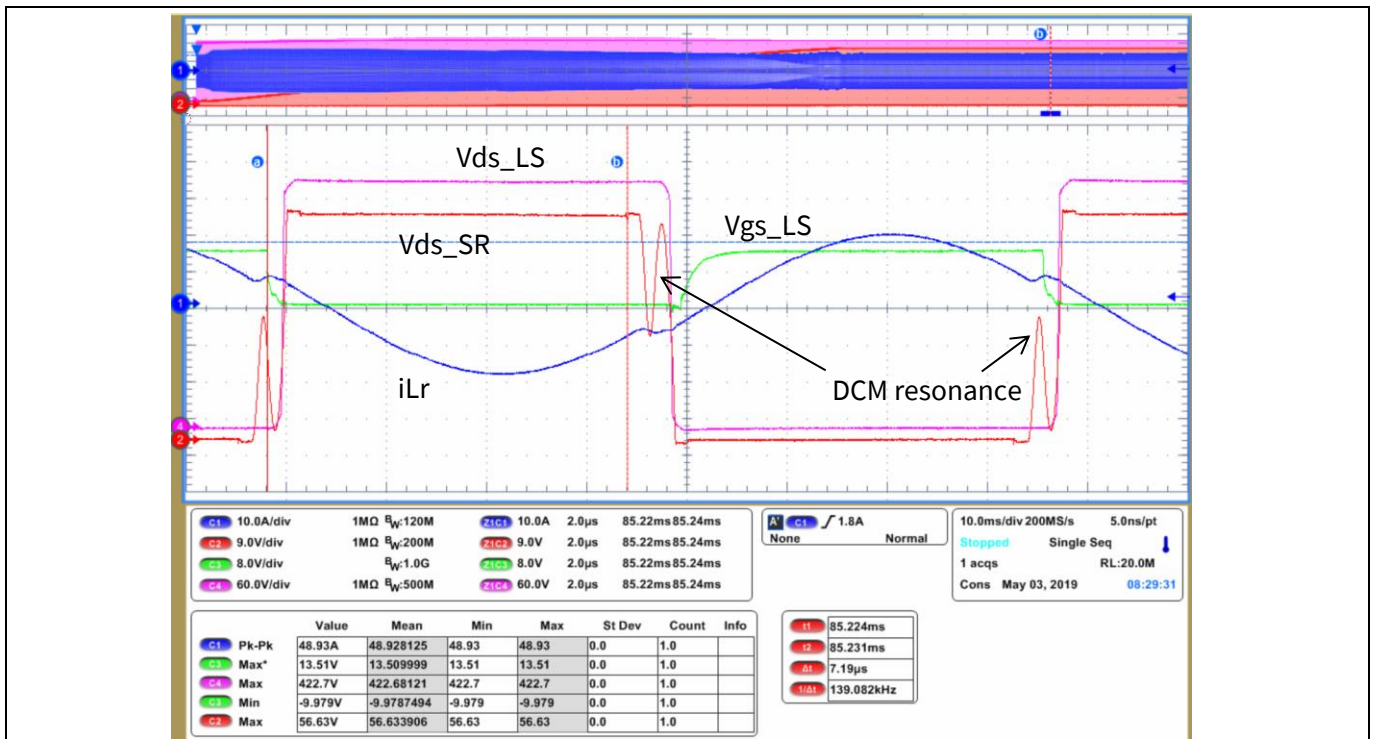 b
1
2
Vds_LS
a
b
Vgs_LS
Vds_SR
1
iLr
DCM resonance
4
2
C1 10.0A/div 1MΩ BW:120M
C2 9.0V/div 1MΩ BW:200M
C3 8.0V/div BW:1.0G
C4 60.0V/div 1MΩ BW:500M
Z1C1 10.0A 2.0µs 85.22ms 85.24ms
Z1C2 9.0V 2.0µs 85.22ms 85.24ms
Z1C3 8.0V 2.0µs 85.22ms 85.24ms
Z1C4 60.0V 2.0µs 85.22ms 85.24ms
A' C1 1.8A
None Normal
10.0ms/div 200MS/s 5.0ns/pt
Stopped Single Seq
1 acqs RL:20.0M
Cons May 03, 2019 08:29:31
Value Mean Min Max St Dev Count Info
C1 Pk-Pk 48.93A 48.928125 48.93 48.93 0.0 1.0
C3 Max* 13.51V 13.509999 13.51 13.51 0.0 1.0
C4 Max 422.7V 422.68121 422.7 422.7 0.0 1.0
C3 Min -9.979V -9.9787494 -9.979 -9.979 0.0 1.0
C2 Max 56.63V 56.633906 56.63 56.63 0.0 1.0
t1 85.224ms
t2 85.231ms
Δt 7.19µs
1/Δt 139.082kHz